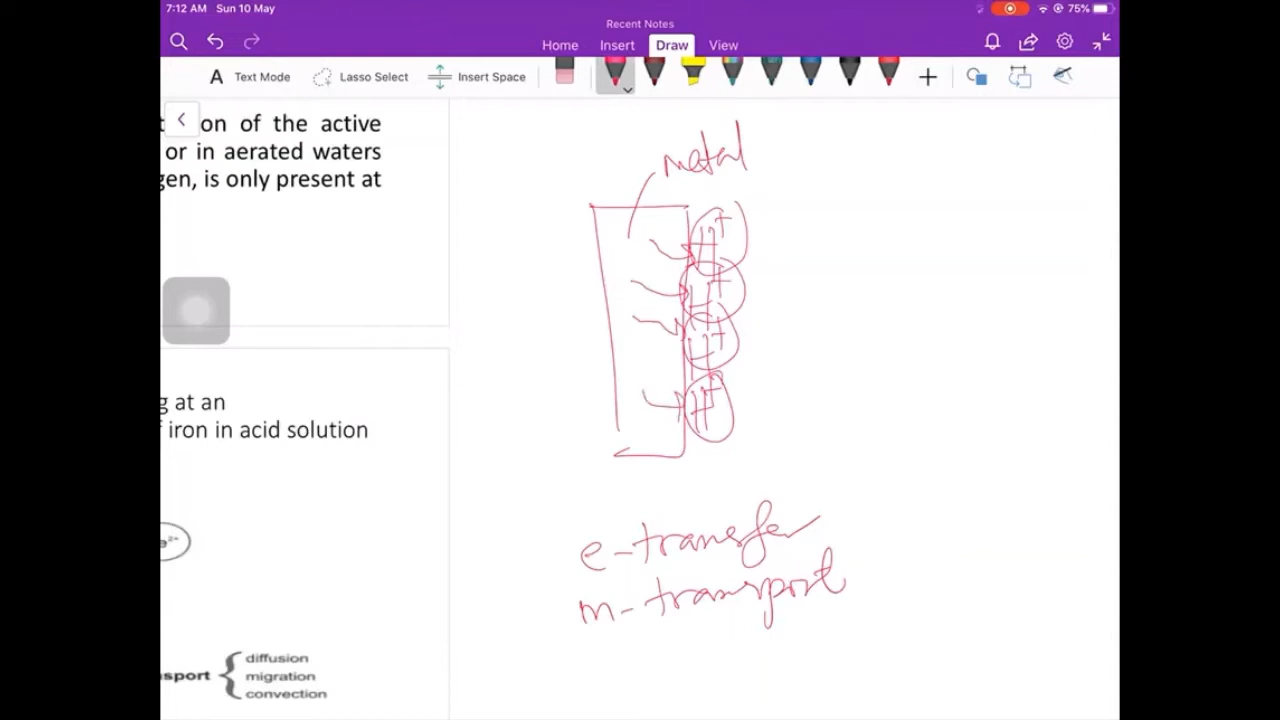 7:12 AM Sun 10 May
75%
Recent Notes
Home Insert Draw View
A Text Mode Lasso Select Insert Space
on of the active
or in aerated waters
gen, is only present at
metal
H+
H+
H+
H+
g at an
iron in acid solution
e2+
e-transfer
m-transport
sport { diffusion
migration
convection